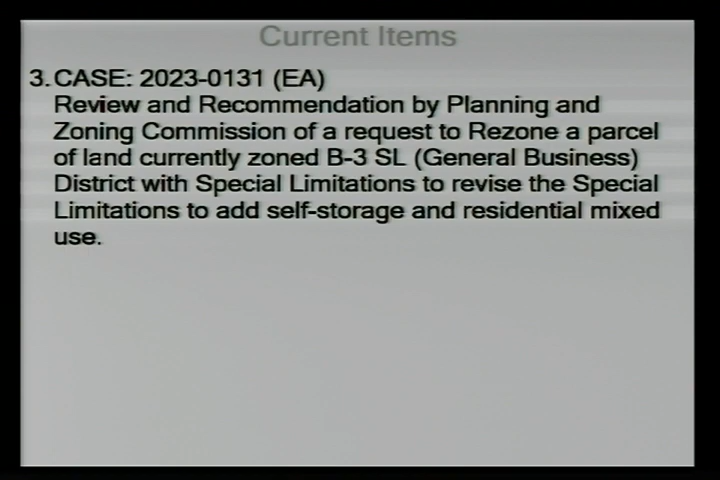 Current Items
3. CASE: 2023-0131 (EA)
Review and Recommendation by Planning and
Zoning Commission of a request to Rezone a parcel
of land currently zoned B-3 SL (General Business)
District with Special Limitations to revise the Special
Limitations to add self-storage and residential mixed
use.